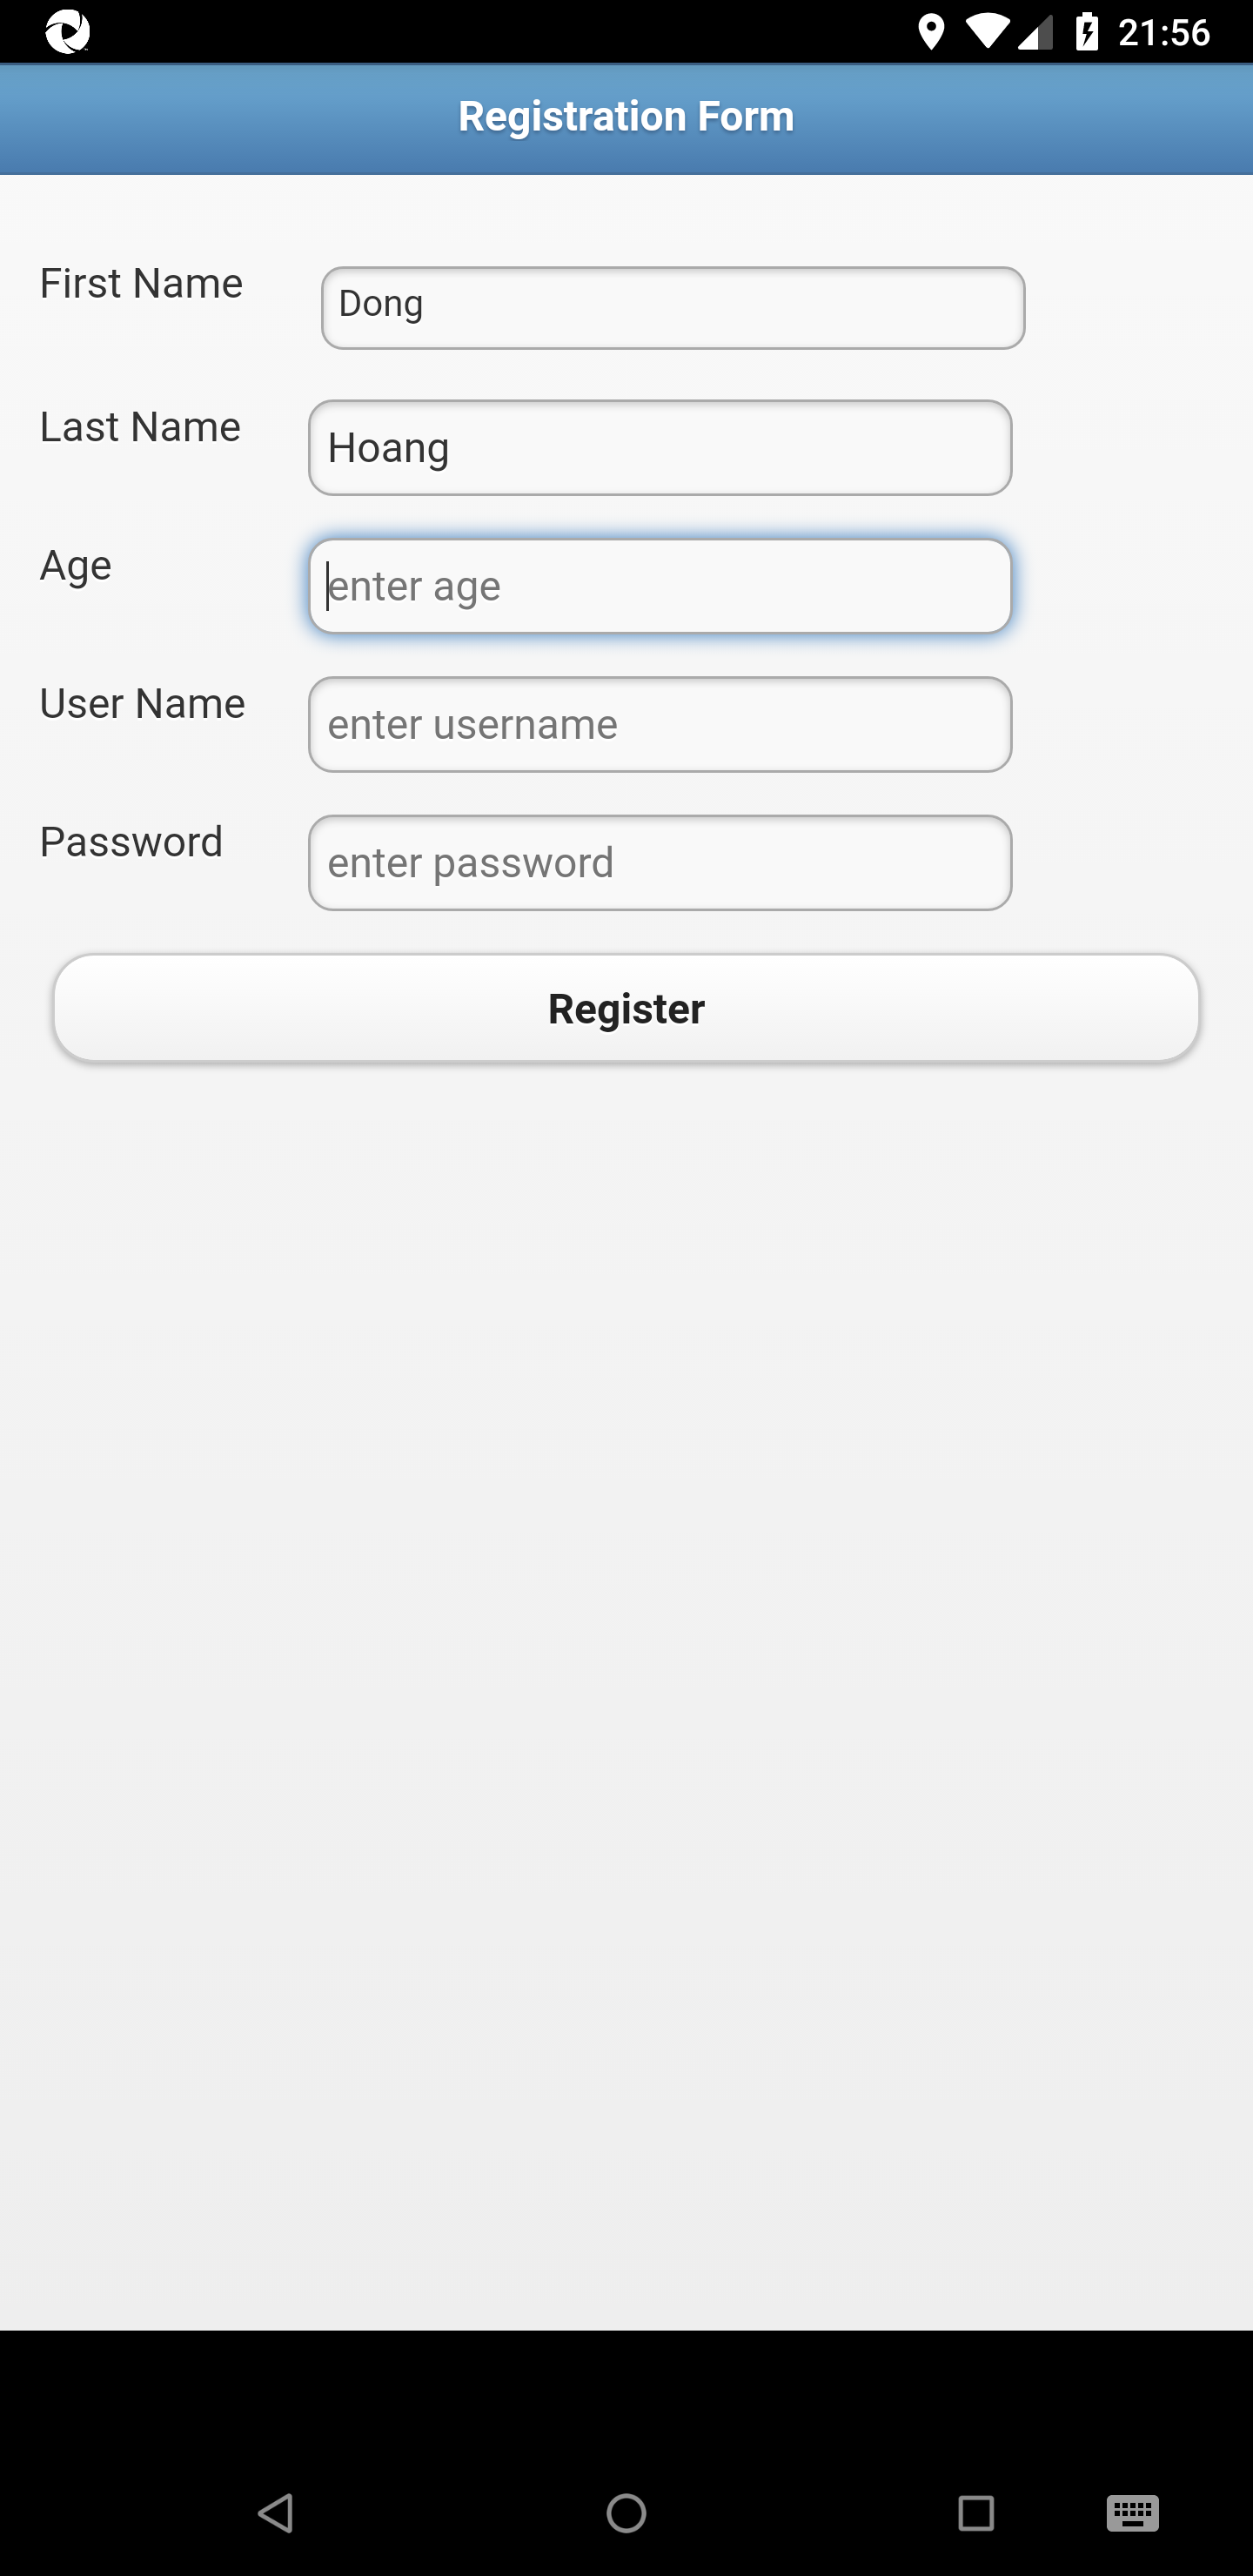 21:56
Registration Form
First Name
Dong
Last Name
Hoang
Age
enter age
User Name
enter username
Password
enter password
Register